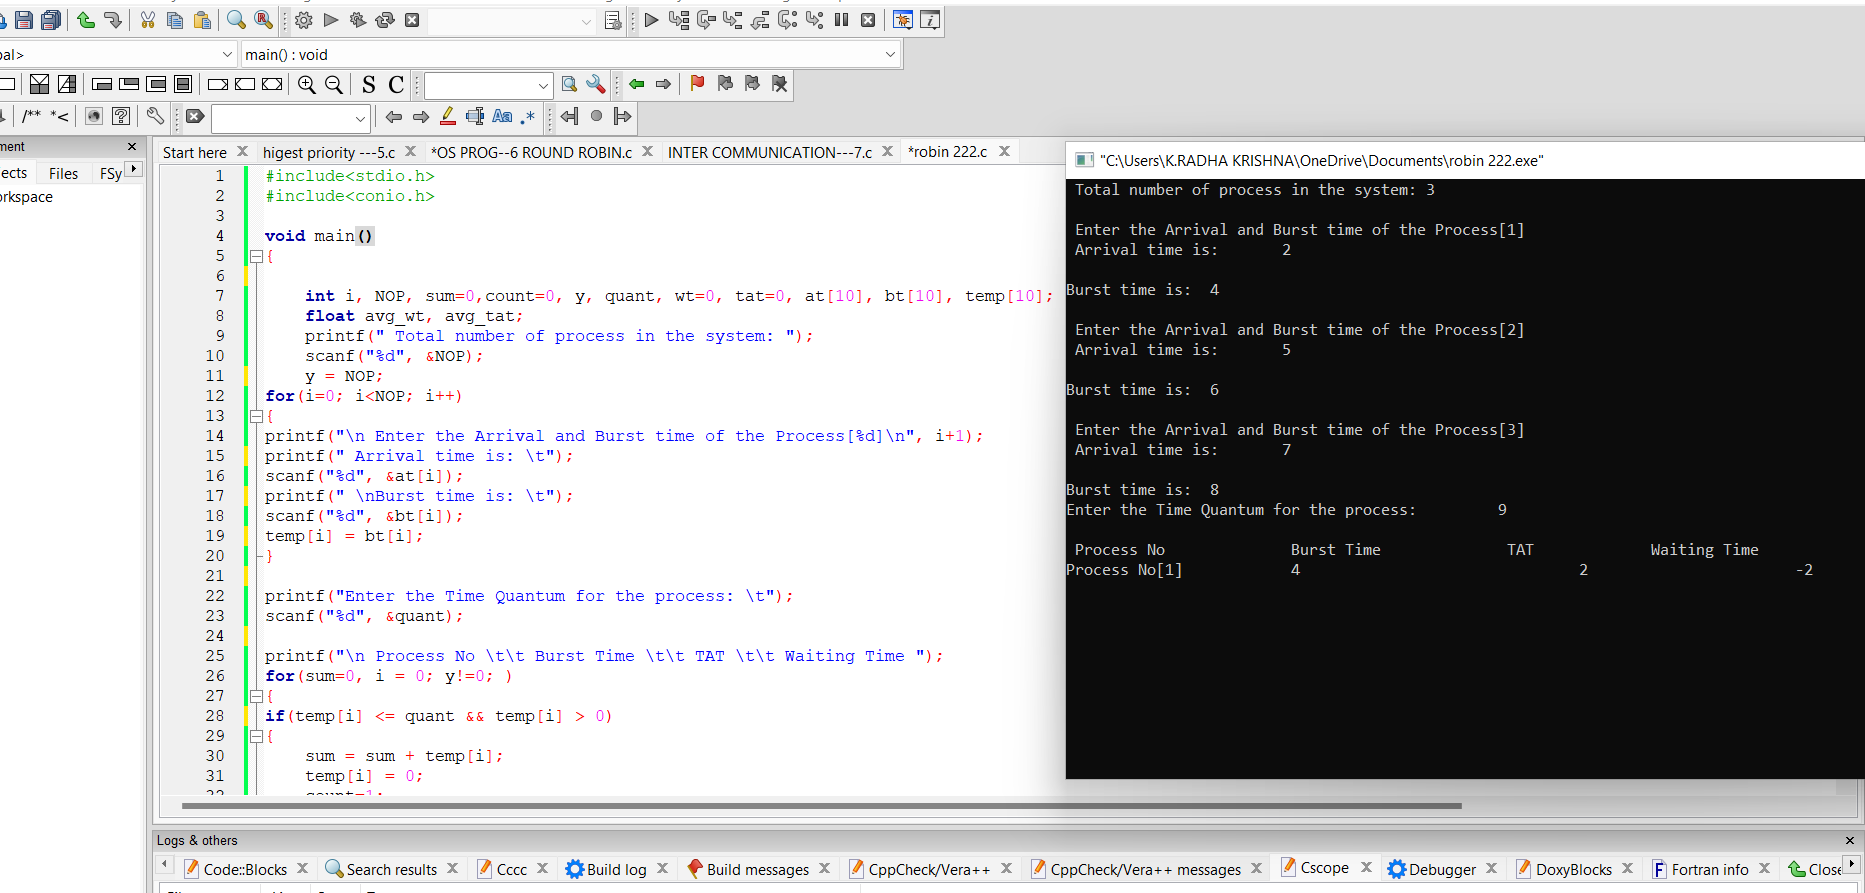 bal>
main() : void
S C
/** *<
Aa .*
ment
ects Files FSy
orkspace
Start here higest priority ---5.c *OS PROG--6 ROUND ROBIN.c INTER COMMUNICATION---7.c *robin 222.c
1 #include<stdio.h>
2 #include<conio.h>
3
4 void main()
5 {
6
7 int i, NOP, sum=0,count=0, y, quant, wt=0, tat=0, at[10], bt[10], temp[10];
8 float avg_wt, avg_tat;
9 printf(" Total number of process in the system: ");
10 scanf("%d", &NOP);
11 y = NOP;
12 for(i=0; i<NOP; i++)
13 {
14 printf("\n Enter the Arrival and Burst time of the Process[%d]\n", i+1);
15 printf(" Arrival time is: \t");
16 scanf("%d", &at[i]);
17 printf(" \nBurst time is: \t");
18 scanf("%d", &bt[i]);
19 temp[i] = bt[i];
20 }
21
22 printf("Enter the Time Quantum for the process: \t");
23 scanf("%d", &quant);
24
25 printf("\n Process No \t\t Burst Time \t\t TAT \t\t Waiting Time ");
26 for(sum=0, i = 0; y!=0; )
27 {
28 if(temp[i] <= quant && temp[i] > 0)
29 {
30 sum = sum + temp[i];
31 temp[i] = 0;
32 count=1;
"C:\Users\K.RADHA KRISHNA\OneDrive\Documents\robin 222.exe"
Total number of process in the system: 3
Enter the Arrival and Burst time of the Process[1]
Arrival time is: 2
Burst time is: 4
Enter the Arrival and Burst time of the Process[2]
Arrival time is: 5
Burst time is: 6
Enter the Arrival and Burst time of the Process[3]
Arrival time is: 7
Burst time is: 8
Enter the Time Quantum for the process: 9
Process No Burst Time TAT Waiting Time
Process No[1] 4 2 -2
Logs & others
Code::Blocks Search results Cccc Build log Build messages CppCheck/Vera++ CppCheck/Vera++ messages Cscope Debugger DoxyBlocks Fortran info Close